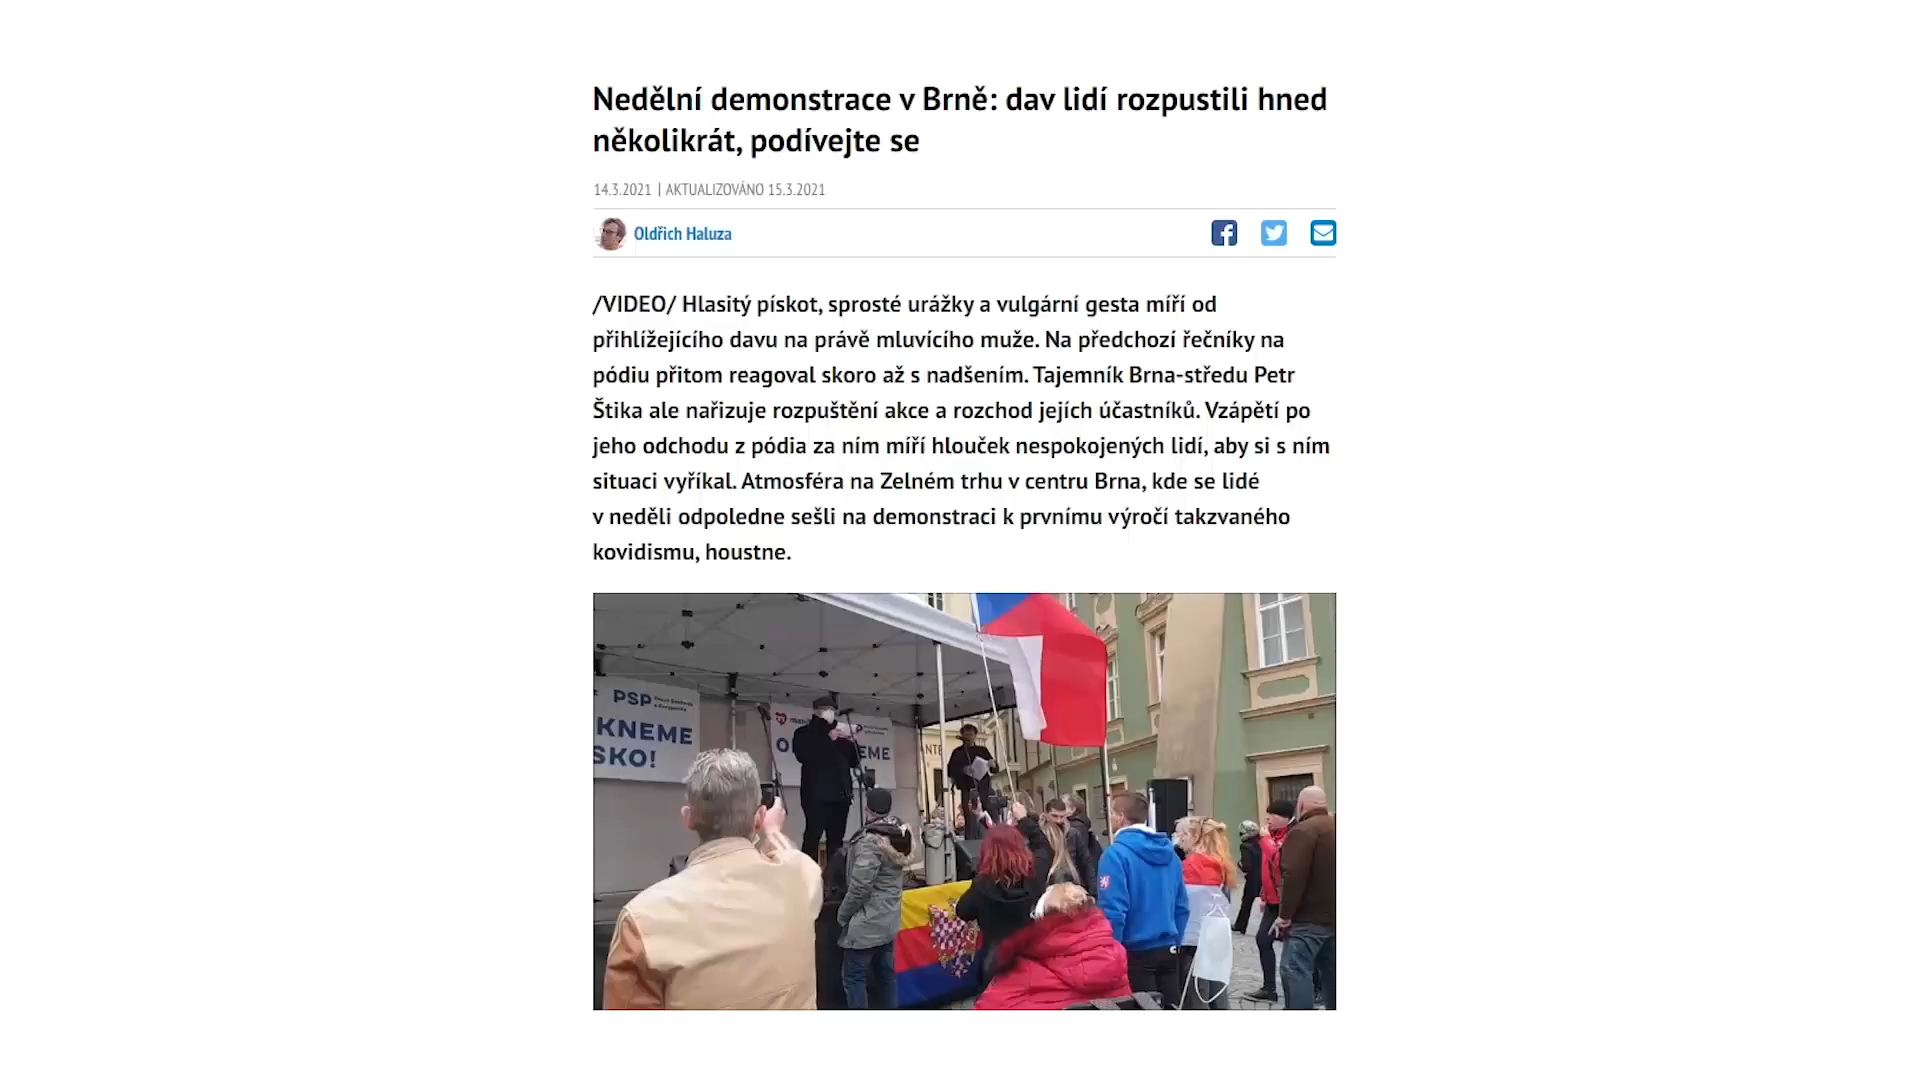 Nedělní demonstrace v Brně: dav lidí rozpustili hned
několikrát, podívejte se
14.3.2021 | AKTUALIZOVÁNO 15.3.2021
Oldřich Haluza
/VIDEO/ Hlasitý pískot, sprosté urážky a vulgární gesta míří od
přihlížejícího davu na právě mluvícího muže. Na předchozí řečníky na
pódiu přitom reagoval skoro až s nadšením. Tajemník Brna-středu Petr
Štika ale nařizuje rozpuštění akce a rozchod jejích účastníků. Vzápětí po
jeho odchodu z pódia za ním míří hlouček nespokojených lidí, aby si s ním
situaci vyříkal. Atmosféra na Zelném trhu v centru Brna, kde se lidé
v neděli odpoledne sešli na demonstraci k prvnímu výročí takzvaného
kovidismu, houstne.
PSP
KNEME
SKO!
EME